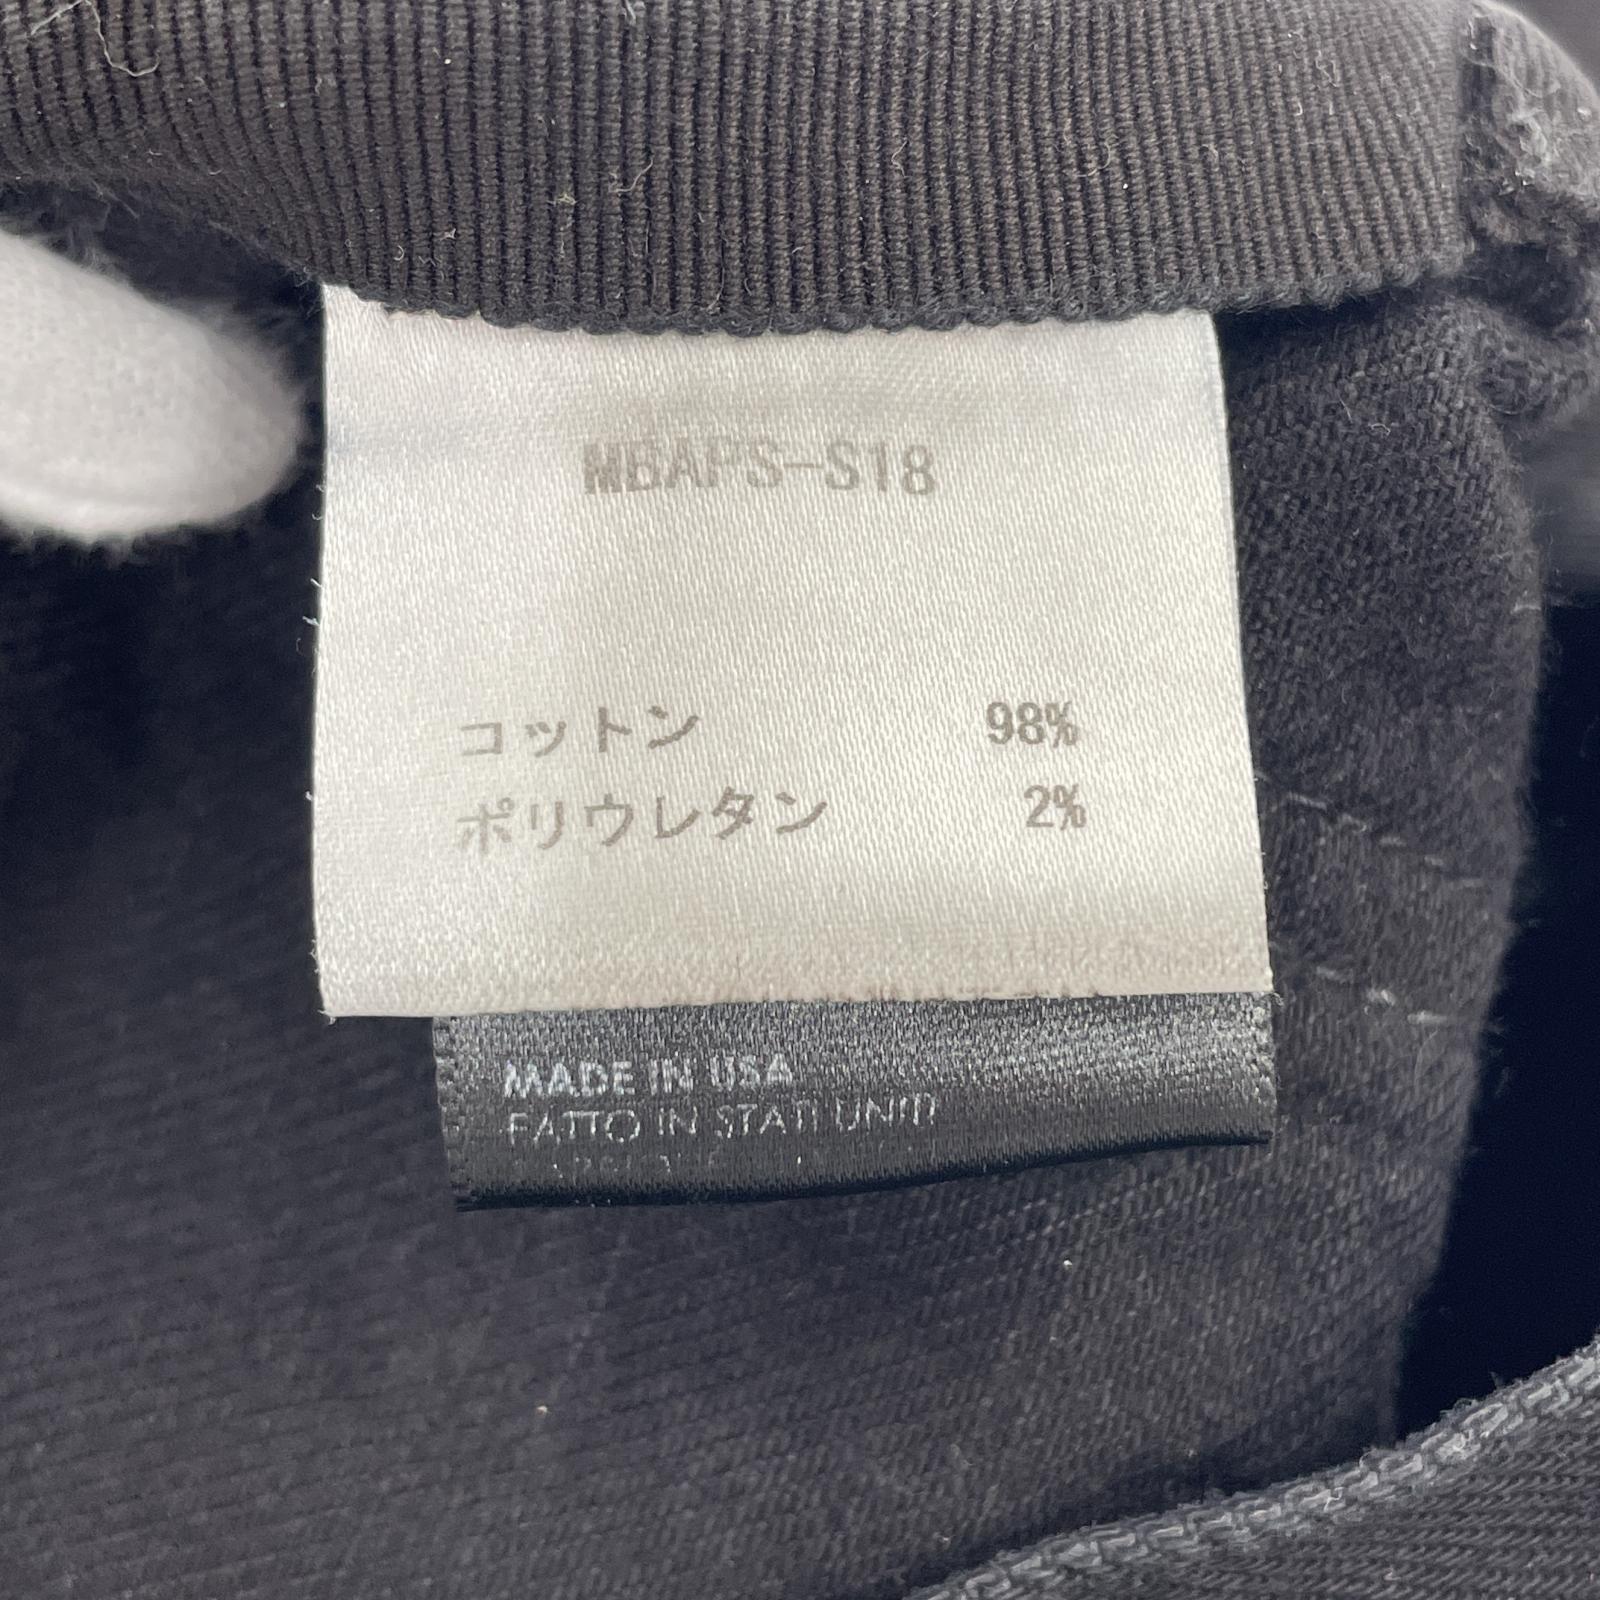 MBAPS-S18
コットン 98%
ポリウレタン 2%
MADE IN USA
FATTO IN STATI UNITI